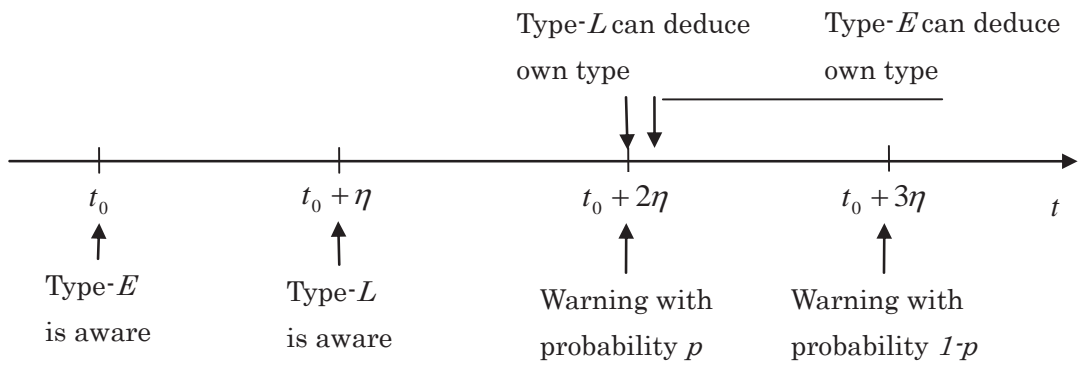 Type-L can deduce
own type
Type-E can deduce
own type
t₀
t₀ + η
t₀ + 2η
t₀ + 3η
t
Type-E
is aware
Type-L
is aware
Warning with
probability p
Warning with
probability 1-p